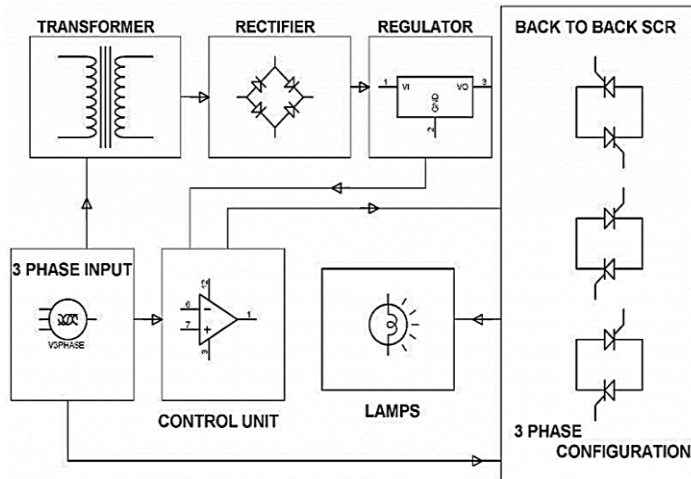 TRANSFORMER
RECTIFIER
REGULATOR
BACK TO BACK SCR
1
VI
VO
3
GND
2
3 PHASE INPUT
V3PHASE
12
6
7
1
3
CONTROL UNIT
LAMPS
3 PHASE
CONFIGURATION